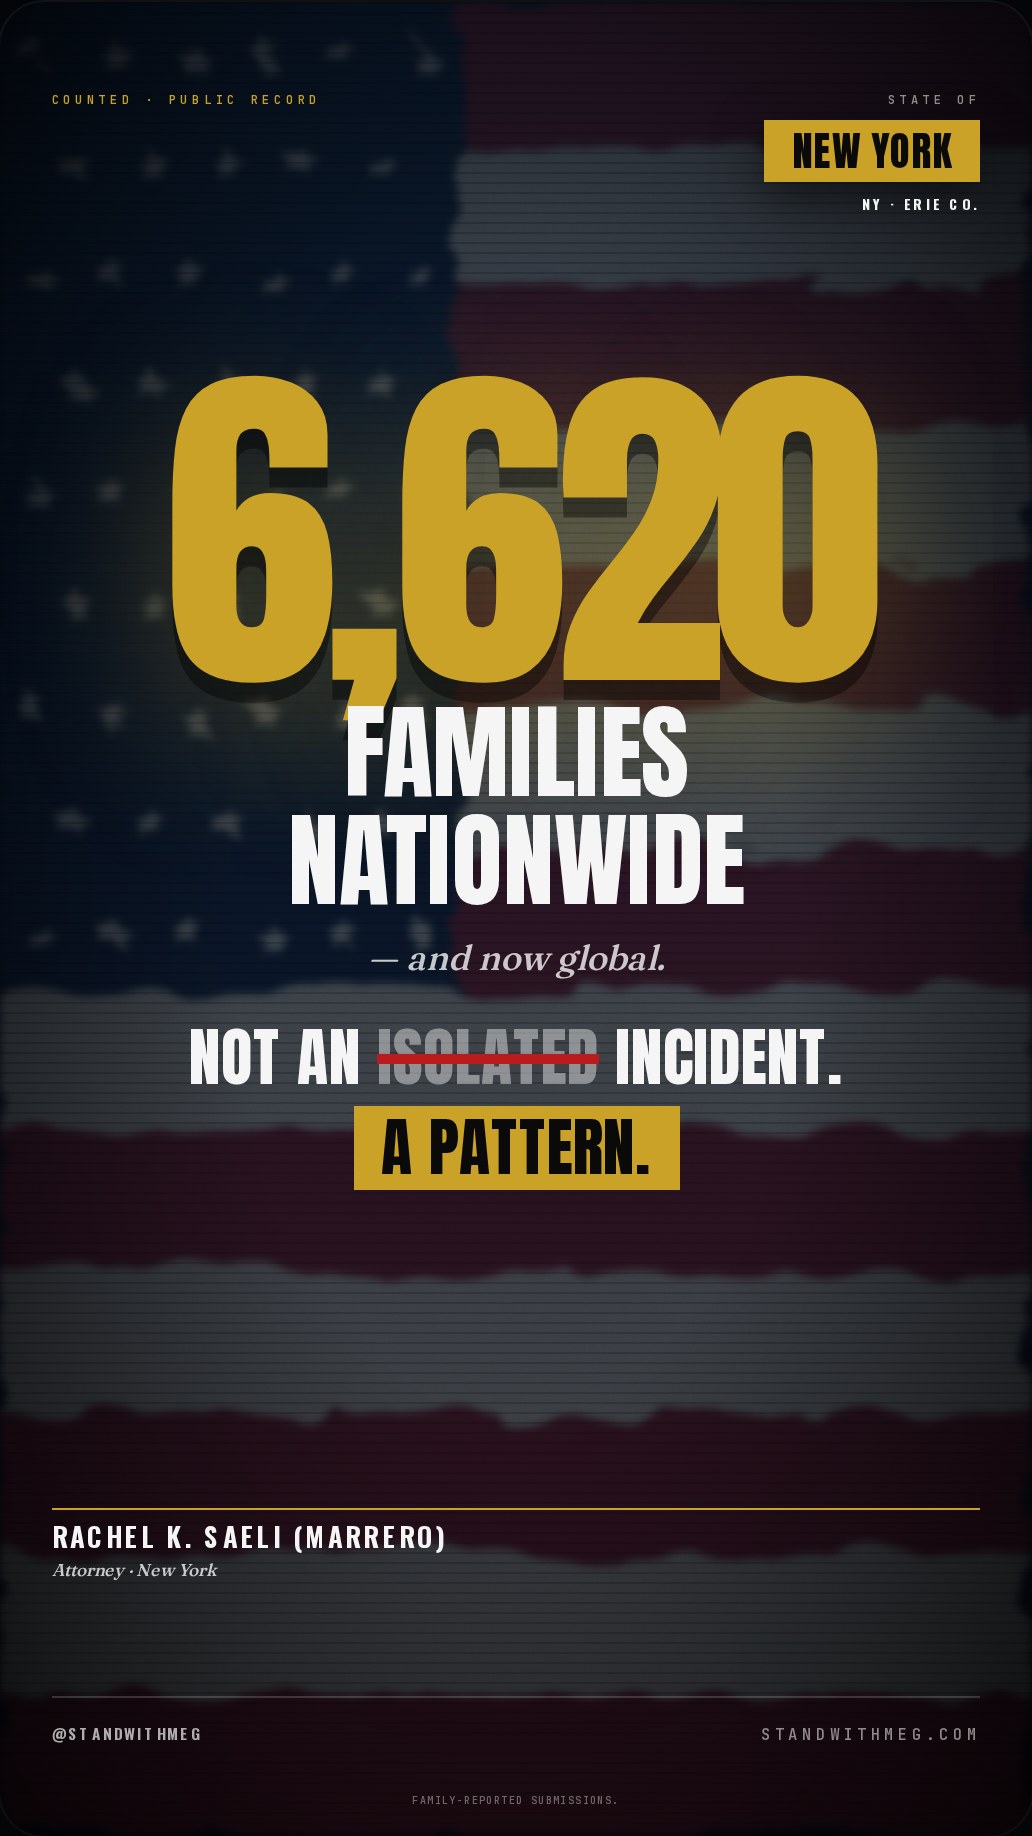 COUNTED · PUBLIC RECORD
STATE OF
NEW YORK
NY · ERIE CO.
6,620
FAMILIES
NATIONWIDE
— and now global.
NOT AN ISOLATED INCIDENT.
A PATTERN.
RACHEL K. SAELI (MARRERO)
Attorney · New York
@STANDWITHMEG
STANDWITHMEG.COM
FAMILY-REPORTED SUBMISSIONS.